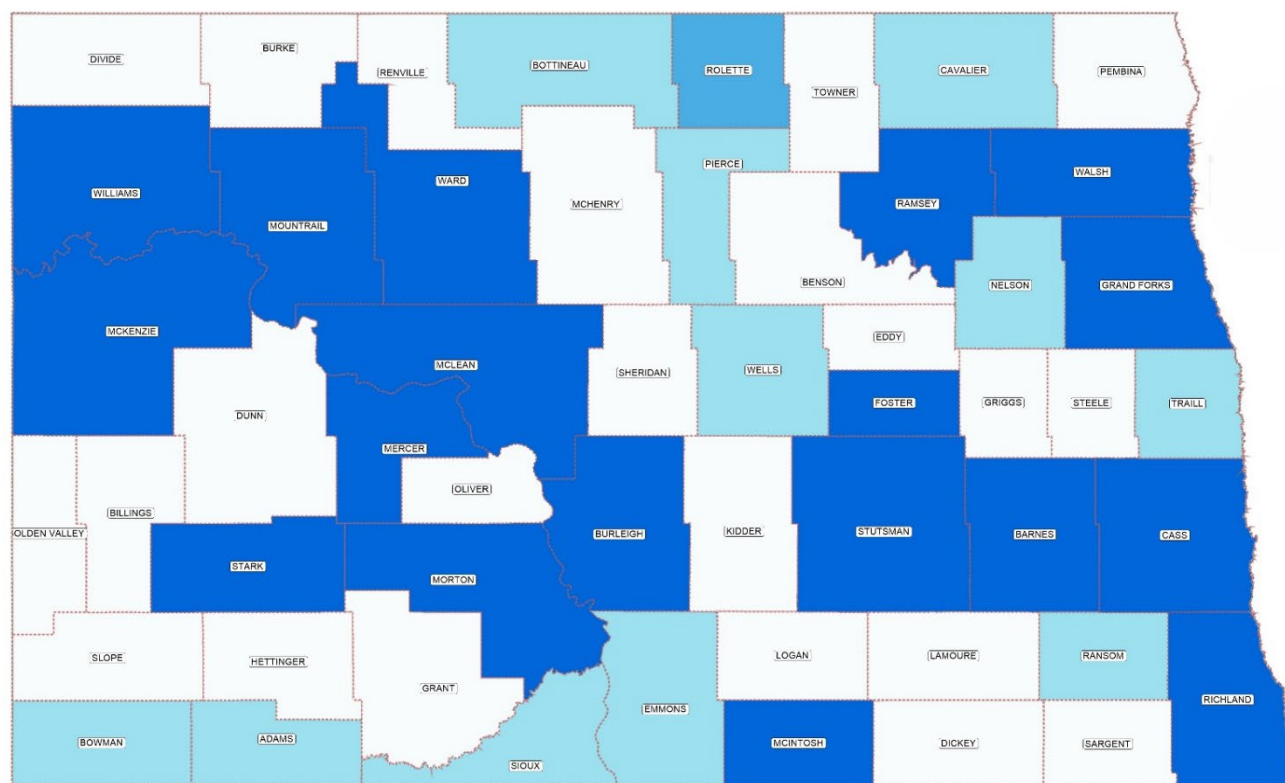 DIVIDE
BURKE
RENVILLE
BOTTINEAU
ROLETTE
TOWNER
CAVALIER
PEMBINA
WILLIAMS
MOUNTRAIL
WARD
MCHENRY
PIERCE
BENSON
RAMSEY
WALSH
NELSON
GRAND FORKS
MCKENZIE
DUNN
MCLEAN
MERCER
SHERIDAN
WELLS
EDDY
FOSTER
GRIGGS
STEELE
TRAILL
OLDEN VALLEY
BILLINGS
OLIVER
STARK
MORTON
BURLEIGH
KIDDER
STUTSMAN
BARNES
CASS
SLOPE
HETTINGER
GRANT
LOGAN
LAMOURE
RANSOM
RICHLAND
BOWMAN
ADAMS
SIOUX
EMMONS
MCINTOSH
DICKEY
SARGENT